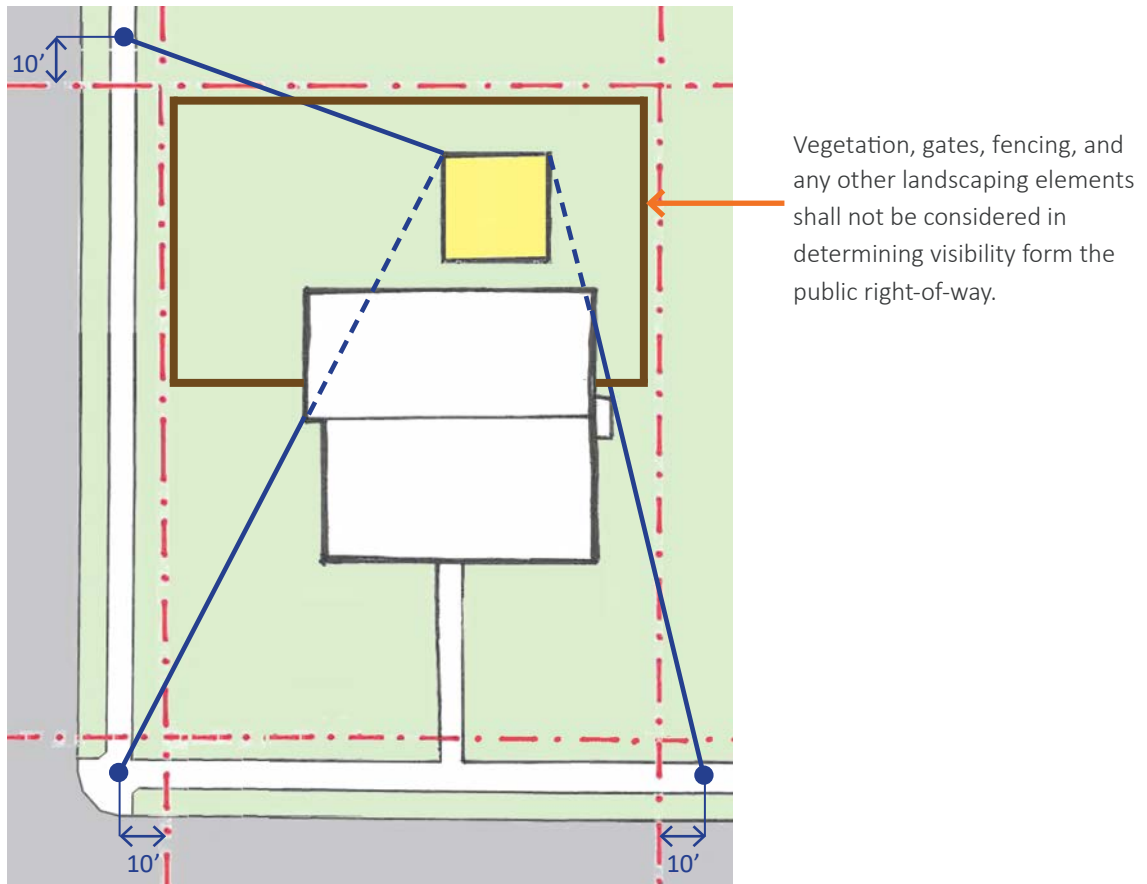 10’
Vegetation, gates, fencing, and
any other landscaping elements
shall not be considered in
determining visibility form the
public right-of-way.
10’
10’